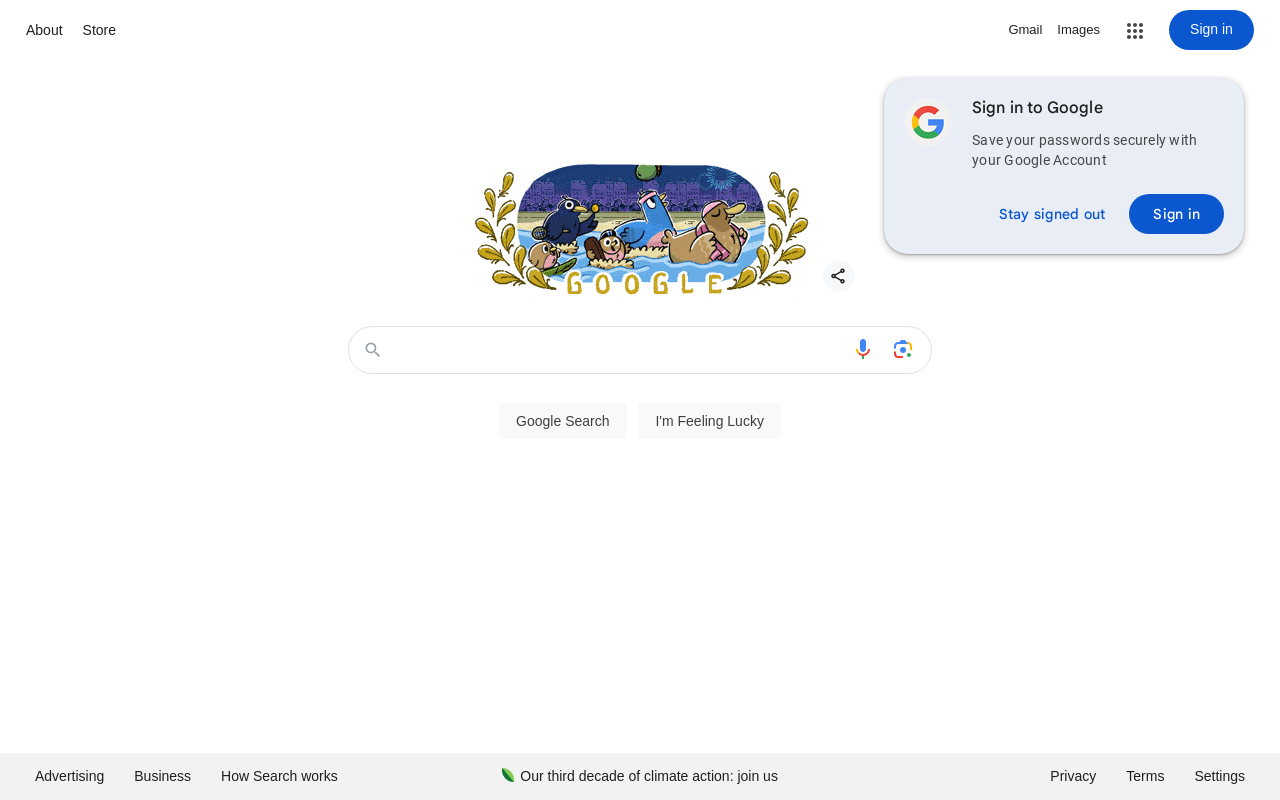 About Store
Gmail Images
Sign in
Sign in to Google
Save your passwords securely with
your Google Account
Stay signed out
Sign in
GOOGLE
Google Search
I'm Feeling Lucky
Advertising Business How Search works
Our third decade of climate action: join us
Privacy Terms Settings